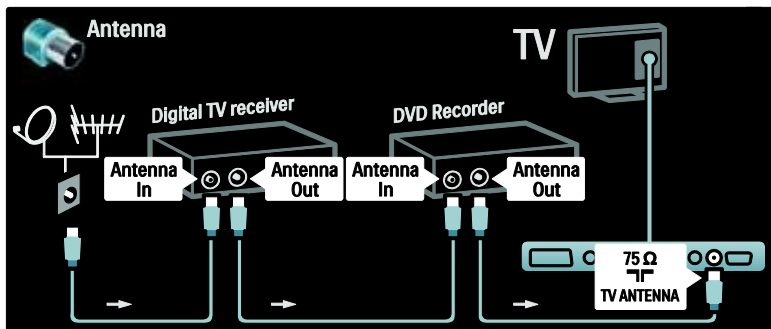 Antenna
TV
Digital TV receiver
DVD Recorder
Antenna
In
Antenna
Out
Antenna
In
Antenna
Out
75 Ω
TV ANTENNA